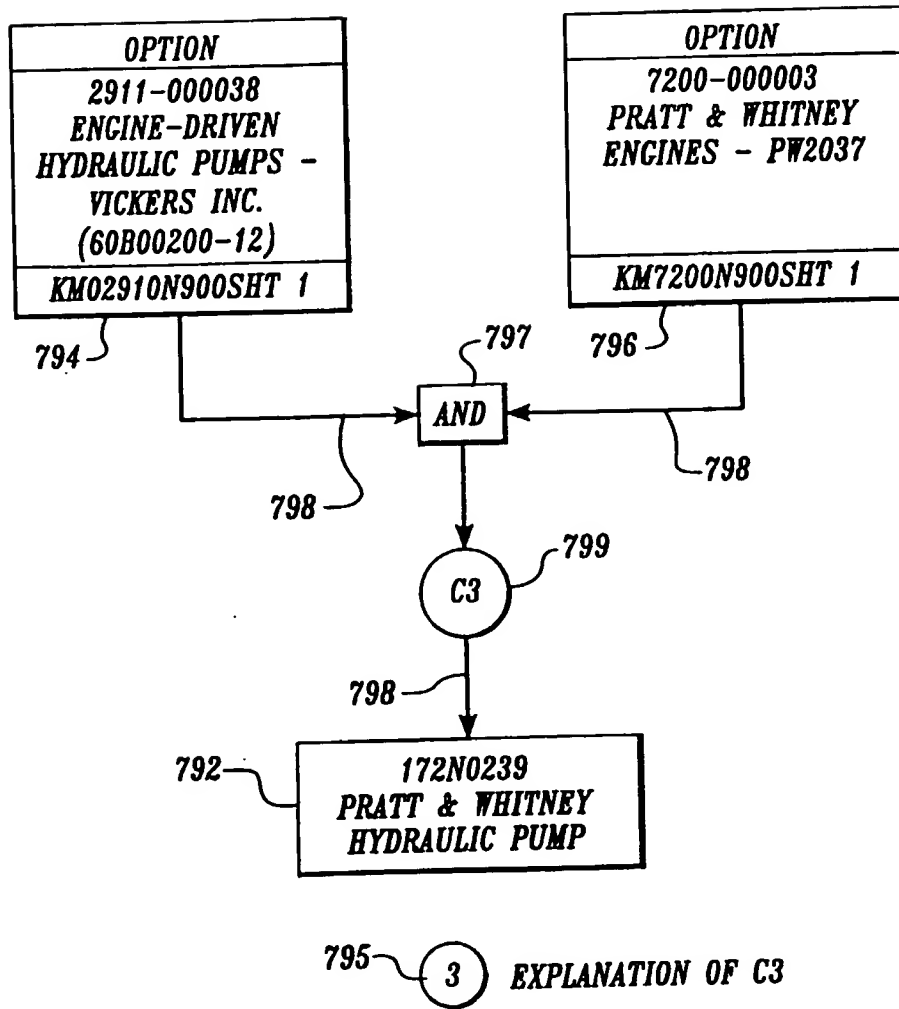 OPTION
2911-000038
ENGINE-DRIVEN
HYDRAULIC PUMPS -
VICKERS INC.
(60B00200-12)
KM02910N900SHT 1
794
OPTION
7200-000003
PRATT & WHITNEY
ENGINES - PW2037
KM7200N900SHT 1
796
797
AND
798
798
C3
799
798
792
172N0239
PRATT & WHITNEY
HYDRAULIC PUMP
795
3 EXPLANATION OF C3